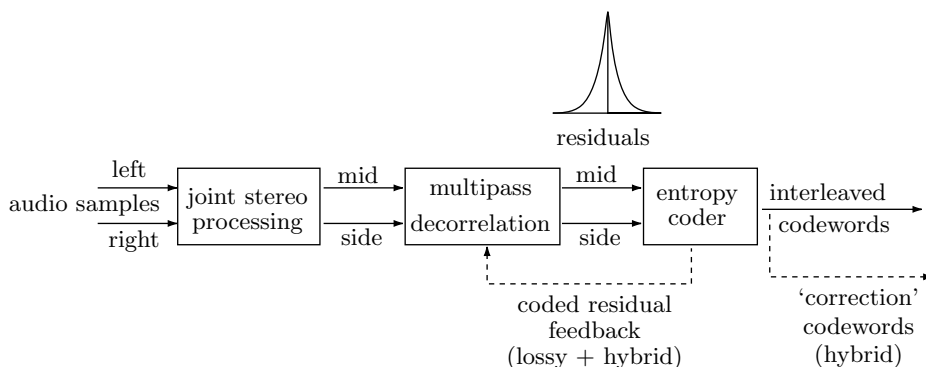 residuals
left
audio samples
right
joint stereo
processing
mid
side
multipass
decorrelation
mid
side
entropy
coder
interleaved
codewords
coded residual
feedback
(lossy + hybrid)
‘correction’
codewords
(hybrid)